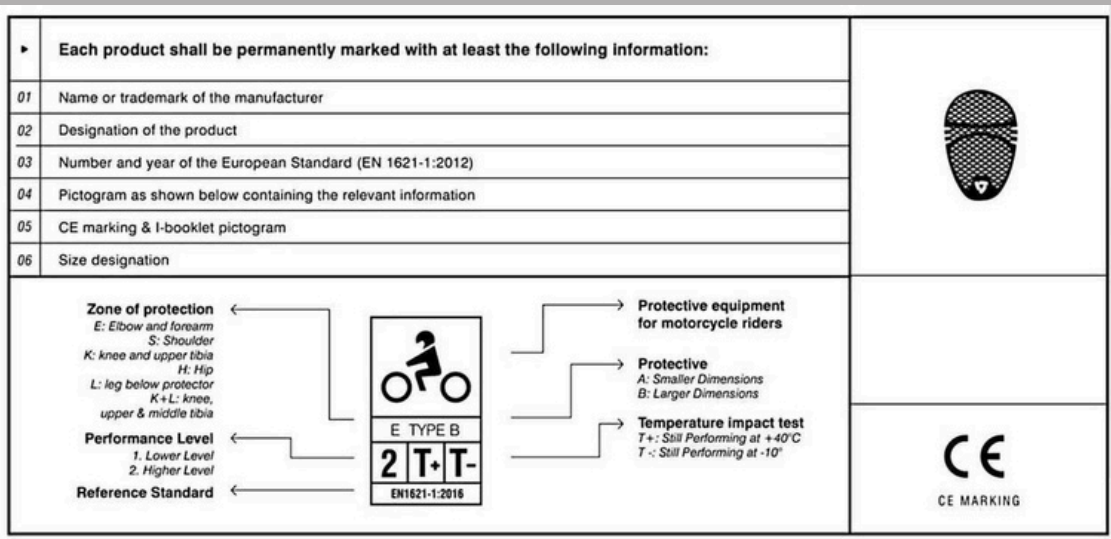 Each product shall be permanently marked with at least the following information:
01 Name or trademark of the manufacturer
02 Designation of the product
03 Number and year of the European Standard (EN 1621-1:2012)
04 Pictogram as shown below containing the relevant information
05 CE marking & I-booklet pictogram
06 Size designation
Zone of protection
E: Elbow and forearm
S: Shoulder
K: knee and upper tibia
H: Hip
L: leg below protector
K+L: knee,
upper & middle tibia
Performance Level
1. Lower Level
2. Higher Level
Reference Standard
E TYPE B
2 T+ T-
EN1621-1:2016
Protective equipment
for motorcycle riders
Protective
A: Smaller Dimensions
B: Larger Dimensions
Temperature impact test
T+: Still Performing at +40°C
T -: Still Performing at -10°
CE
CE MARKING